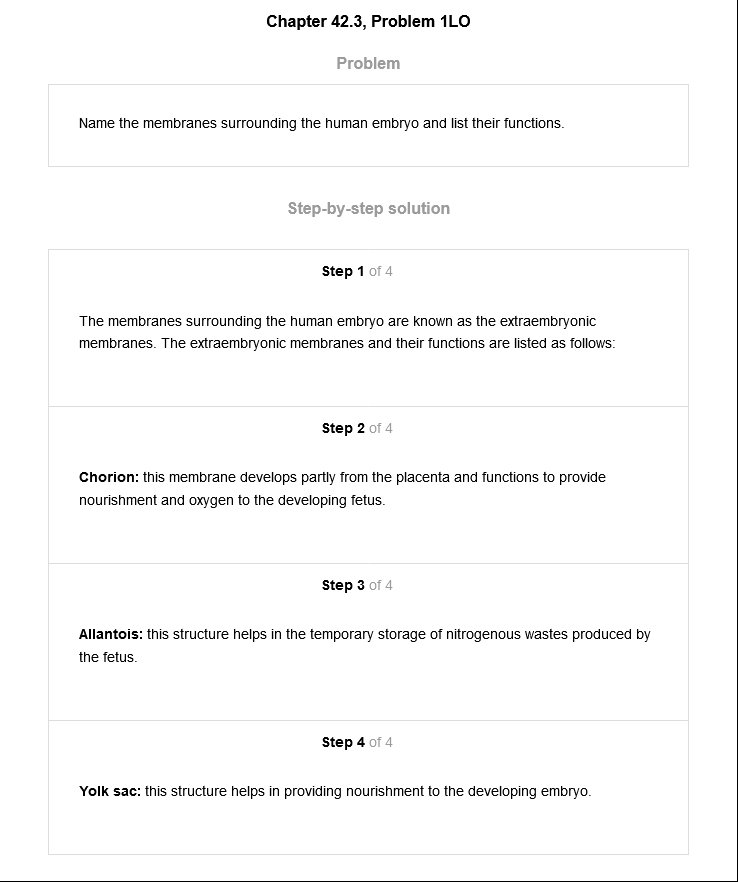 Chapter 42.3, Problem 1LO
Problem
Name the membranes surrounding the human embryo and list their functions.
Step-by-step solution
Step 1 of 4
The membranes surrounding the human embryo are known as the extraembryonic
membranes. The extraembryonic membranes and their functions are listed as follows:
Step 2 of 4
Chorion: this membrane develops partly from the placenta and functions to provide
nourishment and oxygen to the developing fetus.
Step 3 of 4
Allantois: this structure helps in the temporary storage of nitrogenous wastes produced by
the fetus.
Step 4 of 4
Yolk sac: this structure helps in providing nourishment to the developing embryo.